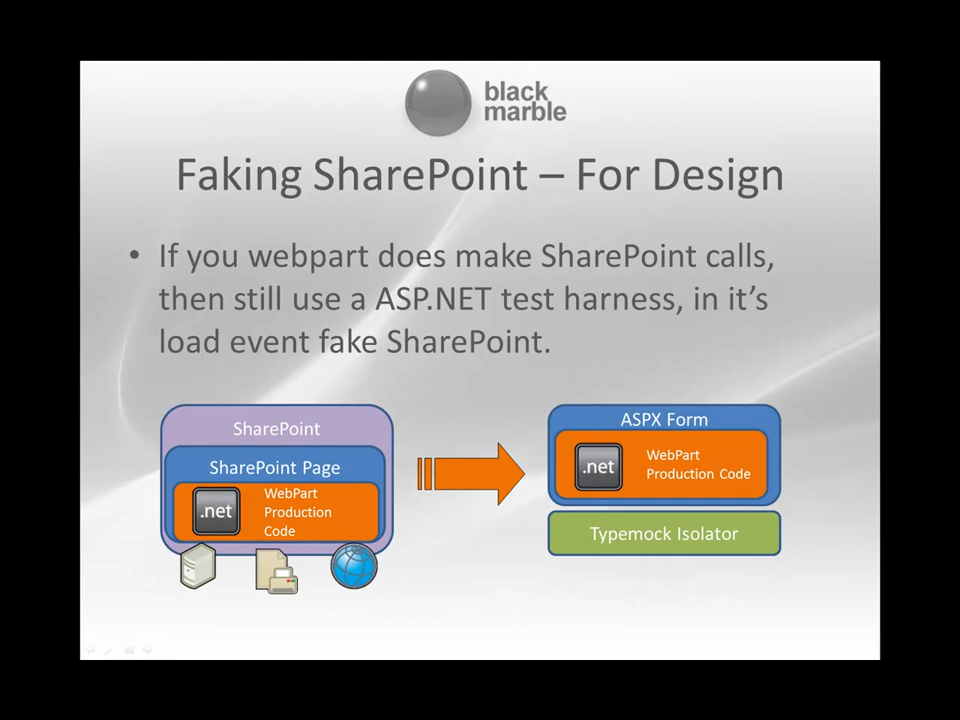 black
marble
Faking SharePoint – For Design
• If you webpart does make SharePoint calls,
then still use a ASP.NET test harness, in it’s
load event fake SharePoint.
SharePoint
SharePoint Page
.net
WebPart
Production
Code
ASPX Form
.net
WebPart
Production Code
Typemock Isolator